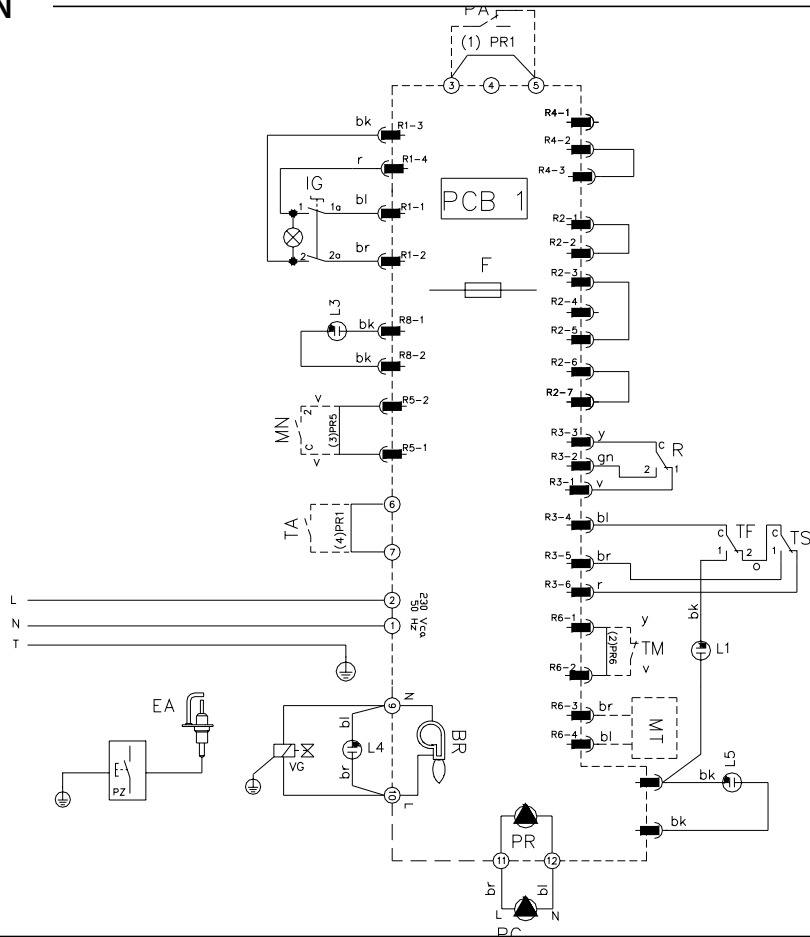 N
PA
(1) PR1
3 4 5
bk R1-3
r R1-4
IG
1 1a bl R1-1
2 2a br R1-2
PCB 1
F
L3
bk R8-1
bk R8-2
MN
v 2 (3)PR5 R5-2
c v R5-1
TA
(4)PR1
6
7
L 2
N 1
T
230 Vca
50 Hz
EA
E
PZ
VG
9 N
bl
L4
br
10 L
BR
R4-1
R4-2
R4-3
R2-1
R2-2
R2-3
R2-4
R2-5
R2-6
R2-7
R3-3 y
R3-2 gn
R3-1 v
c R
2 1
R3-4 bl
R3-5 br
R3-6 r
c TF
1 2
o
c TS
1
bk
L1
R6-1 y
(2)PR6
TM
R6-2 v
R6-3 br
R6-4 bl
MT
bk L5
bk
PR
11 12
br bl
L N
PC